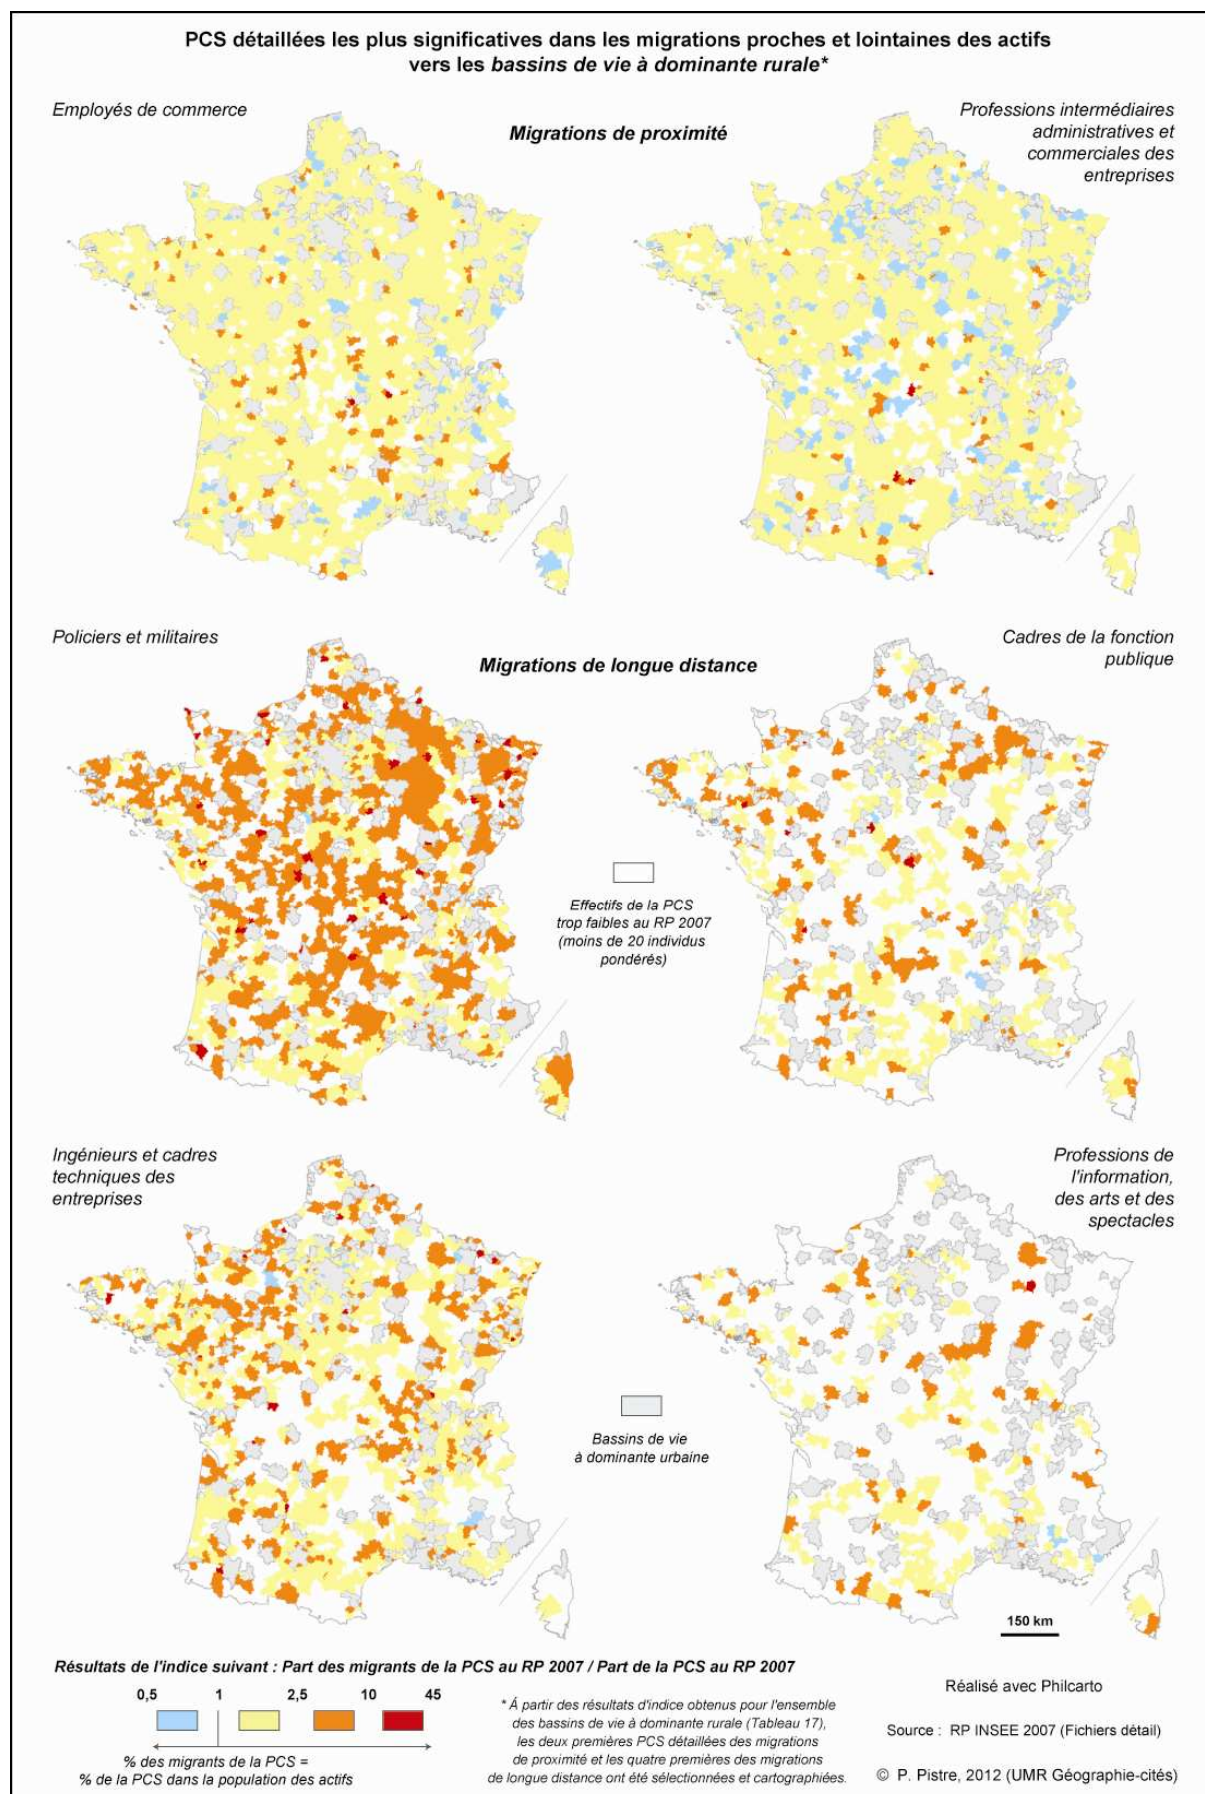 PCS détaillées les plus significatives dans les migrations proches et lointaines des actifs
vers les bassins de vie à dominante rurale*
Employés de commerce
Migrations de proximité
Professions intermédiaires
administratives et
commerciales des
entreprises
Policiers et militaires
Migrations de longue distance
Cadres de la fonction
publique
Effectifs de la PCS
trop faibles au RP 2007
(moins de 20 individus
pondérés)
Ingénieurs et cadres
techniques des
entreprises
Professions de
l'information,
des arts et des
spectacles
Bassins de vie
à dominante urbaine
150 km
Résultats de l'indice suivant : Part des migrants de la PCS au RP 2007 / Part de la PCS au RP 2007
0,5 1 2,5 10 45
% des migrants de la PCS =
% de la PCS dans la population des actifs
* Á partir des résultats d'indice obtenus pour l'ensemble
des bassins de vie à dominante rurale (Tableau 17),
les deux premières PCS détaillées des migrations
de proximité et les quatre premières des migrations
de longue distance ont été sélectionnées et cartographiées.
Réalisé avec Philcarto
Source : RP INSEE 2007 (Fichiers détail)
© P. Pistre, 2012 (UMR Géographie-cités)